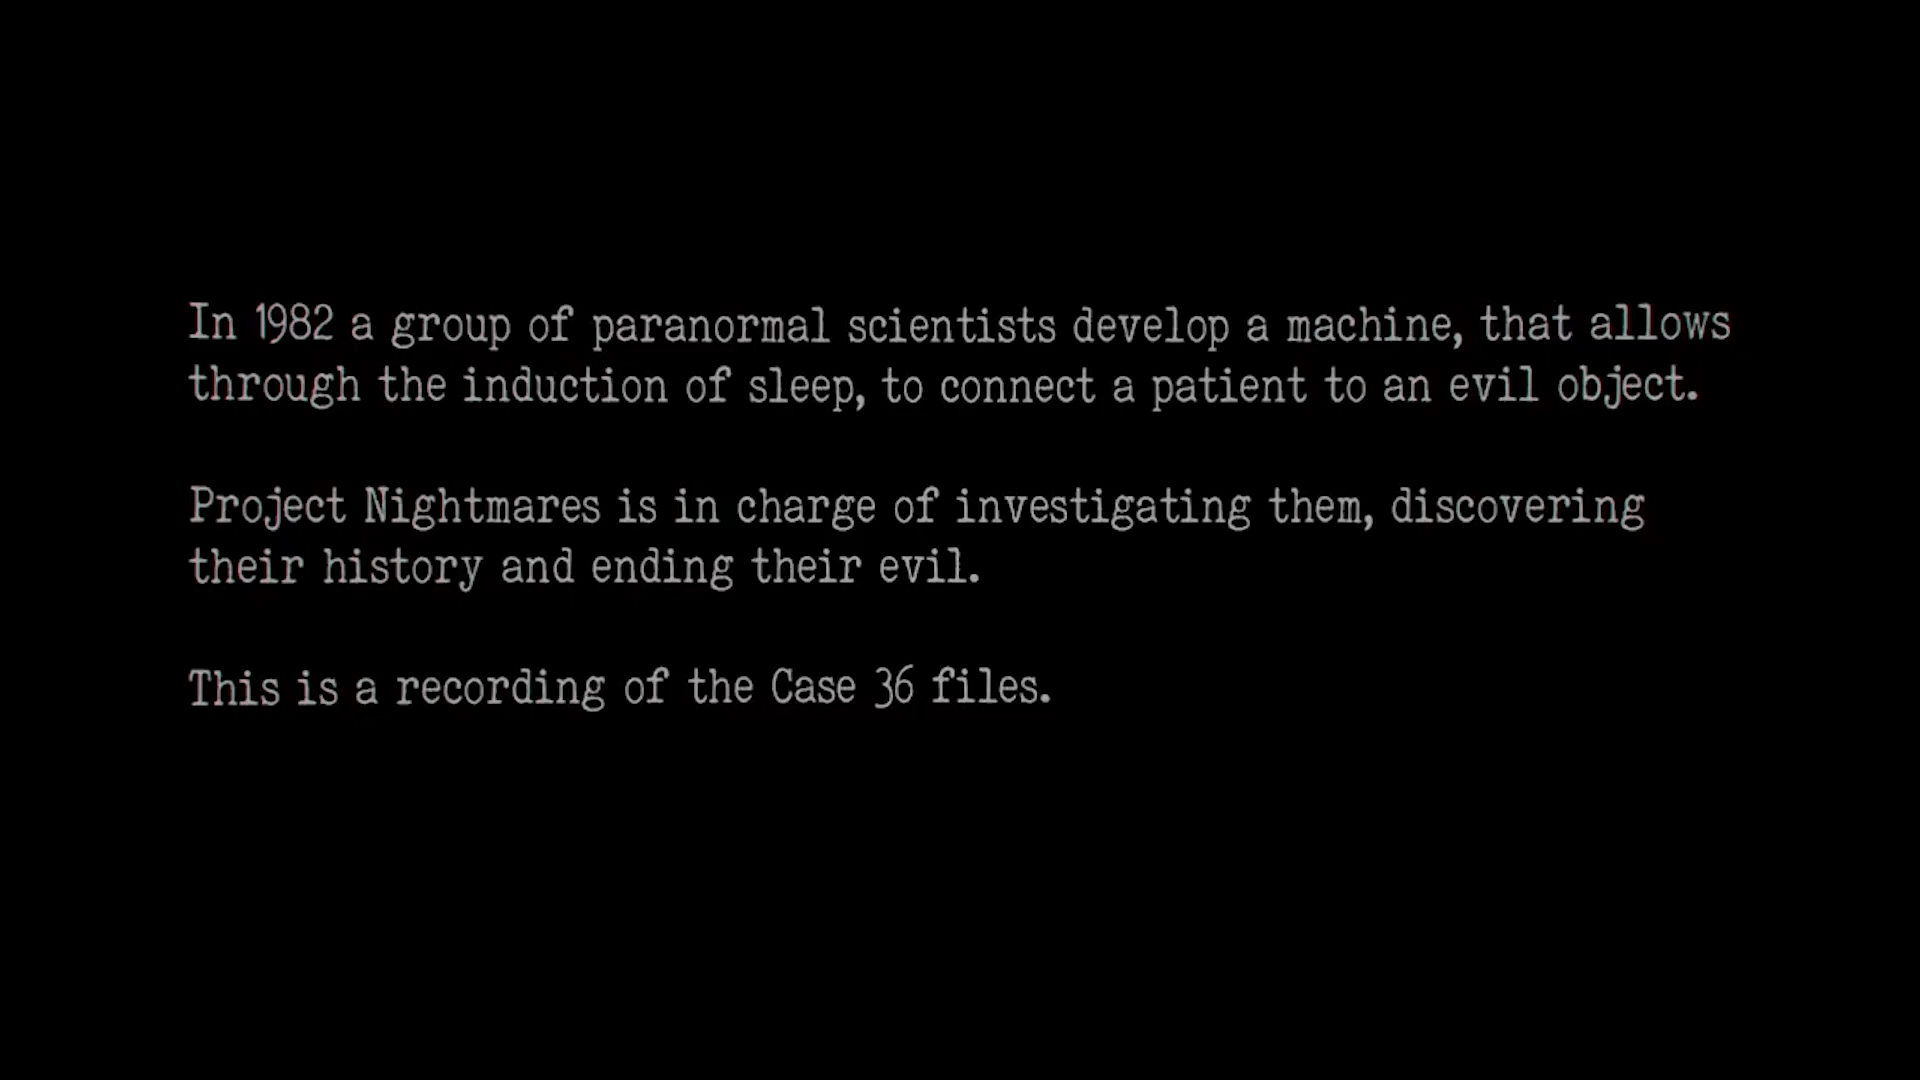 In 1982 a group of paranormal scientists develop a machine, that allows
through the induction of sleep, to connect a patient to an evil object.
Project Nightmares is in charge of investigating them, discovering
their history and ending their evil.
This is a recording of the Case 36 files.